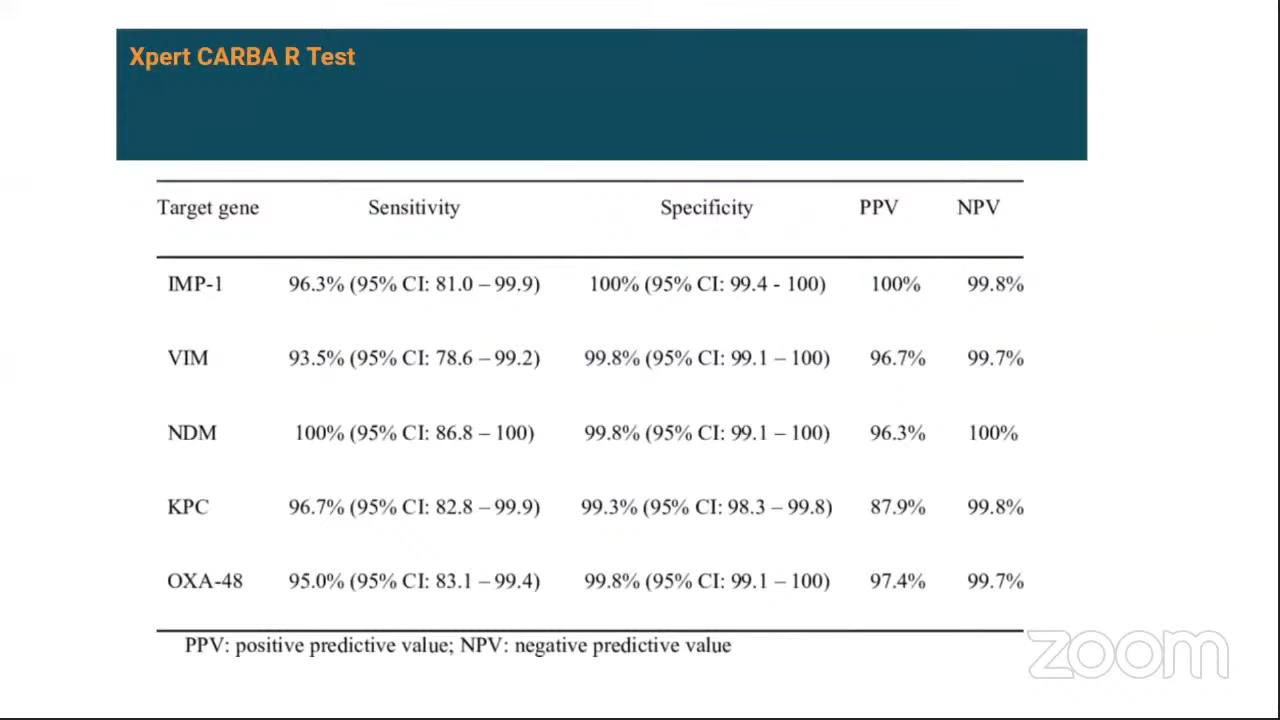 Xpert CARBA R Test
Target gene Sensitivity Specificity PPV NPV
IMP-1 96.3% (95% CI: 81.0 – 99.9) 100% (95% CI: 99.4 - 100) 100% 99.8%
VIM 93.5% (95% CI: 78.6 – 99.2) 99.8% (95% CI: 99.1 – 100) 96.7% 99.7%
NDM 100% (95% CI: 86.8 – 100) 99.8% (95% CI: 99.1 – 100) 96.3% 100%
KPC 96.7% (95% CI: 82.8 – 99.9) 99.3% (95% CI: 98.3 – 99.8) 87.9% 99.8%
OXA-48 95.0% (95% CI: 83.1 – 99.4) 99.8% (95% CI: 99.1 – 100) 97.4% 99.7%
PPV: positive predictive value; NPV: negative predictive value
zoom